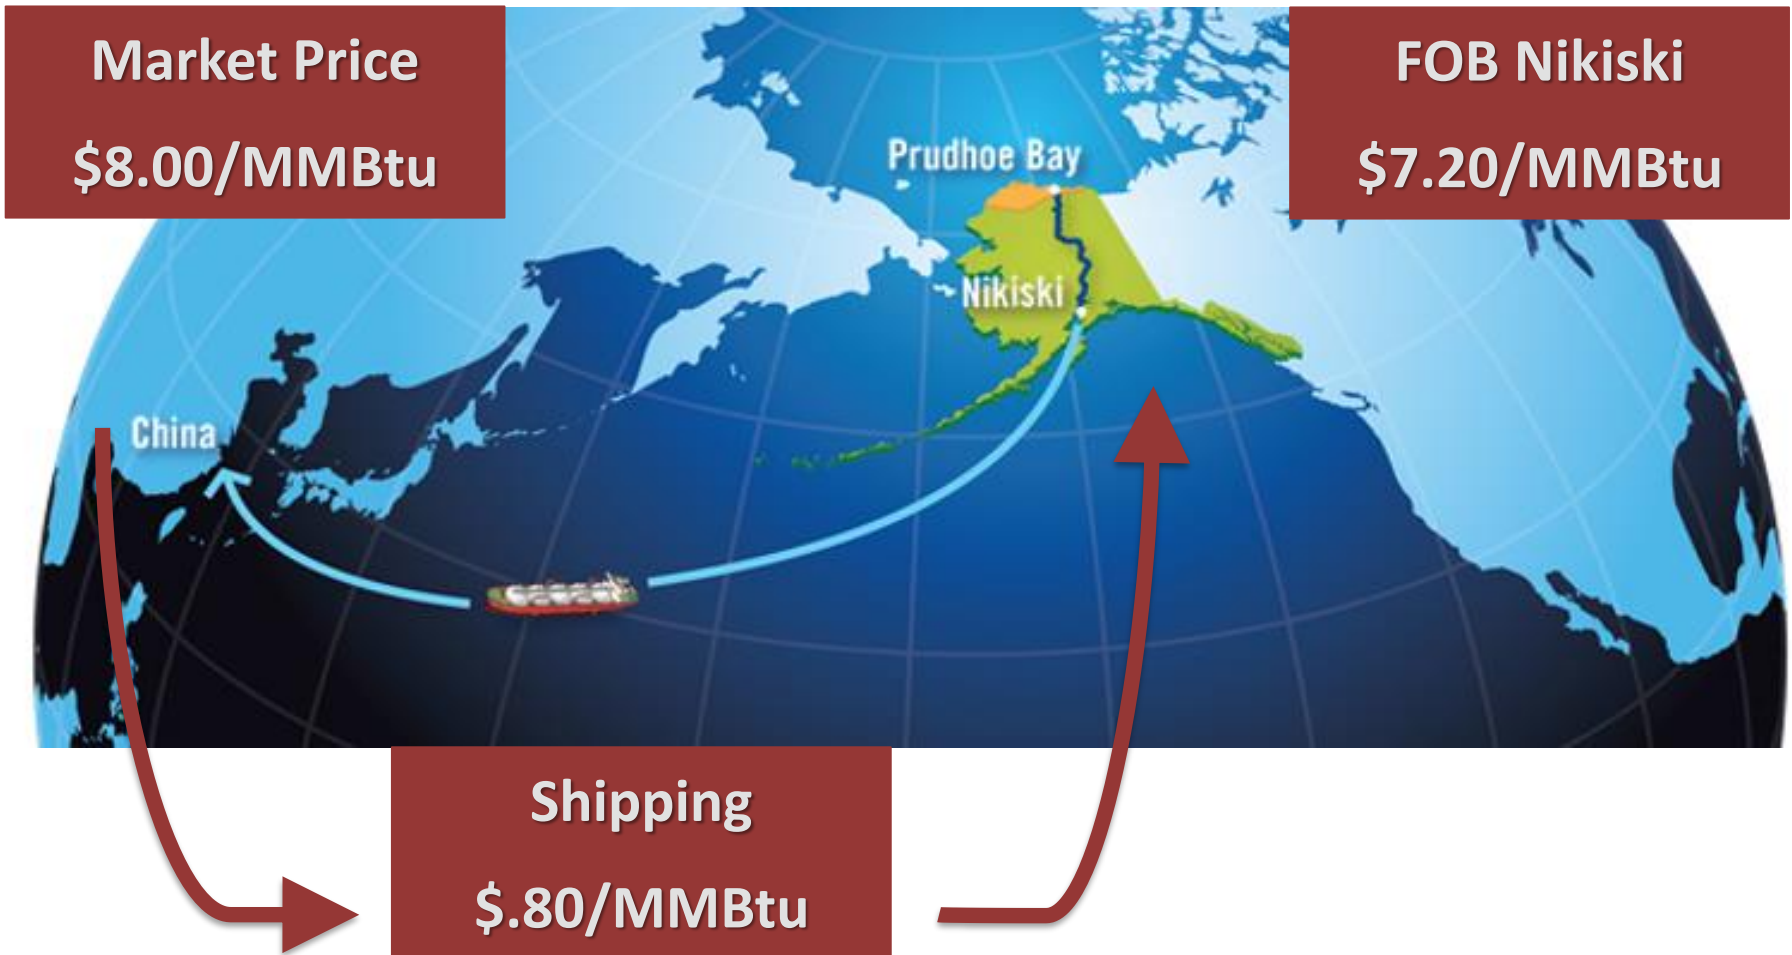 Market Price
$8.00/MMBtu
FOB Nikiski
$7.20/MMBtu
Prudhoe Bay
Nikiski
China
Shipping
$.80/MMBtu